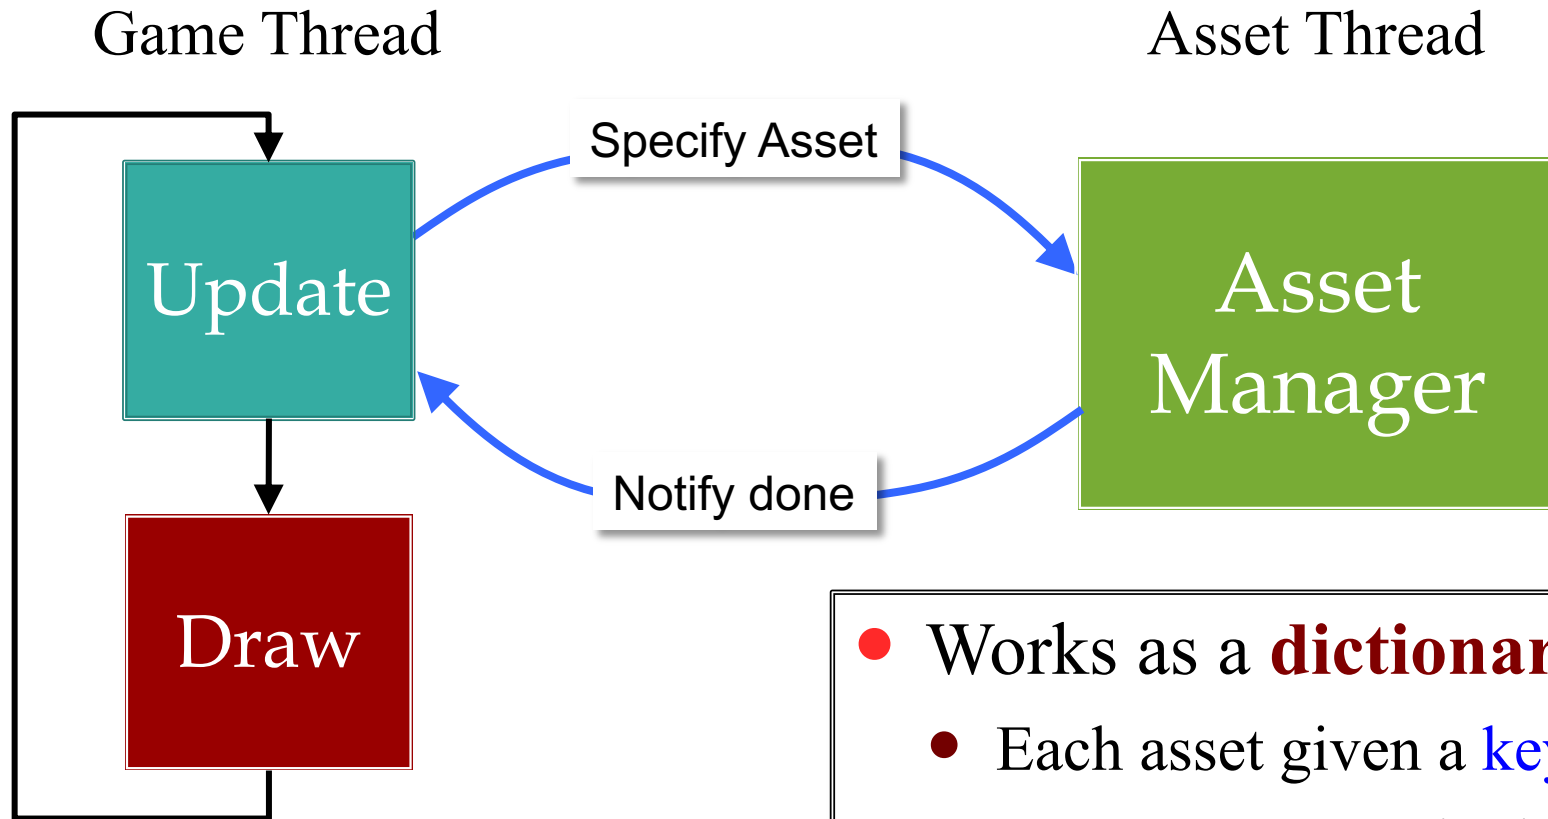 Game Thread
Asset Thread
Specify Asset
Update
Asset
Manager
Notify done
Draw
Works as a
Each asset given a